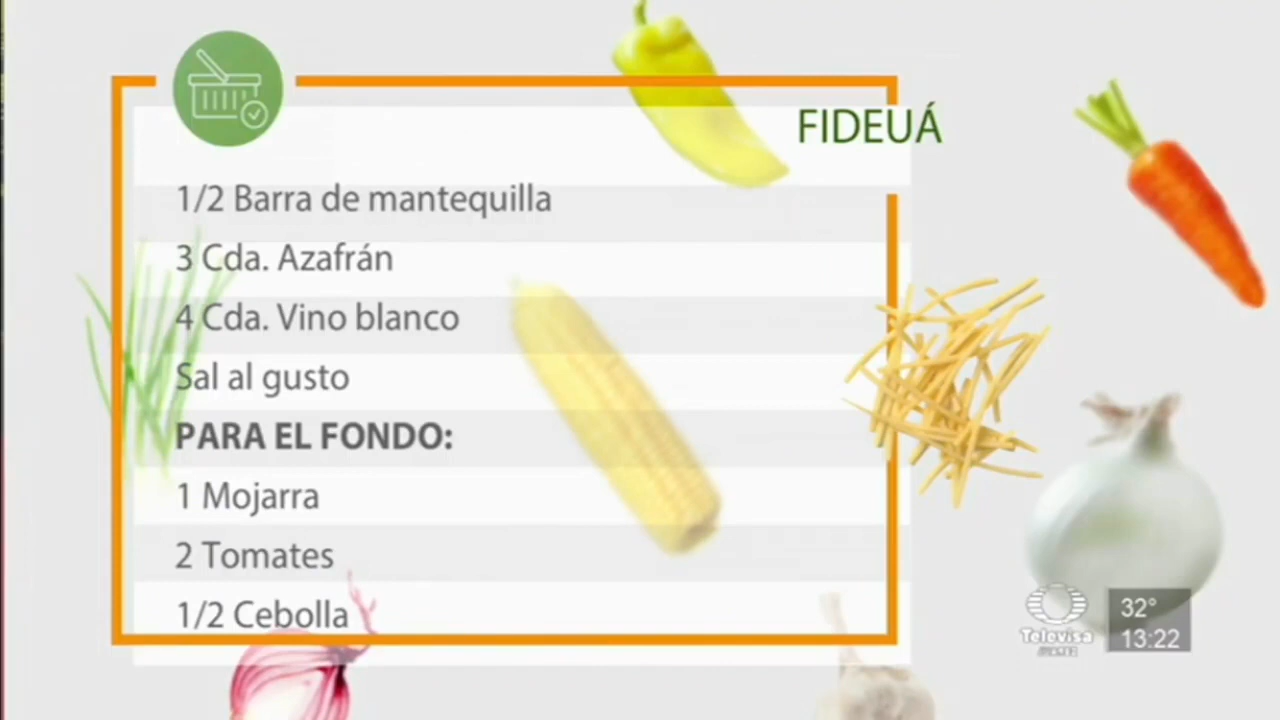 FIDEUÁ
1/2 Barra de mantequilla
3 Cda. Azafrán
4 Cda. Vino blanco
Sal al gusto
PARA EL FONDO:
1 Mojarra
2 Tomates
1/2 Cebolla
Televisa
32°
13:22